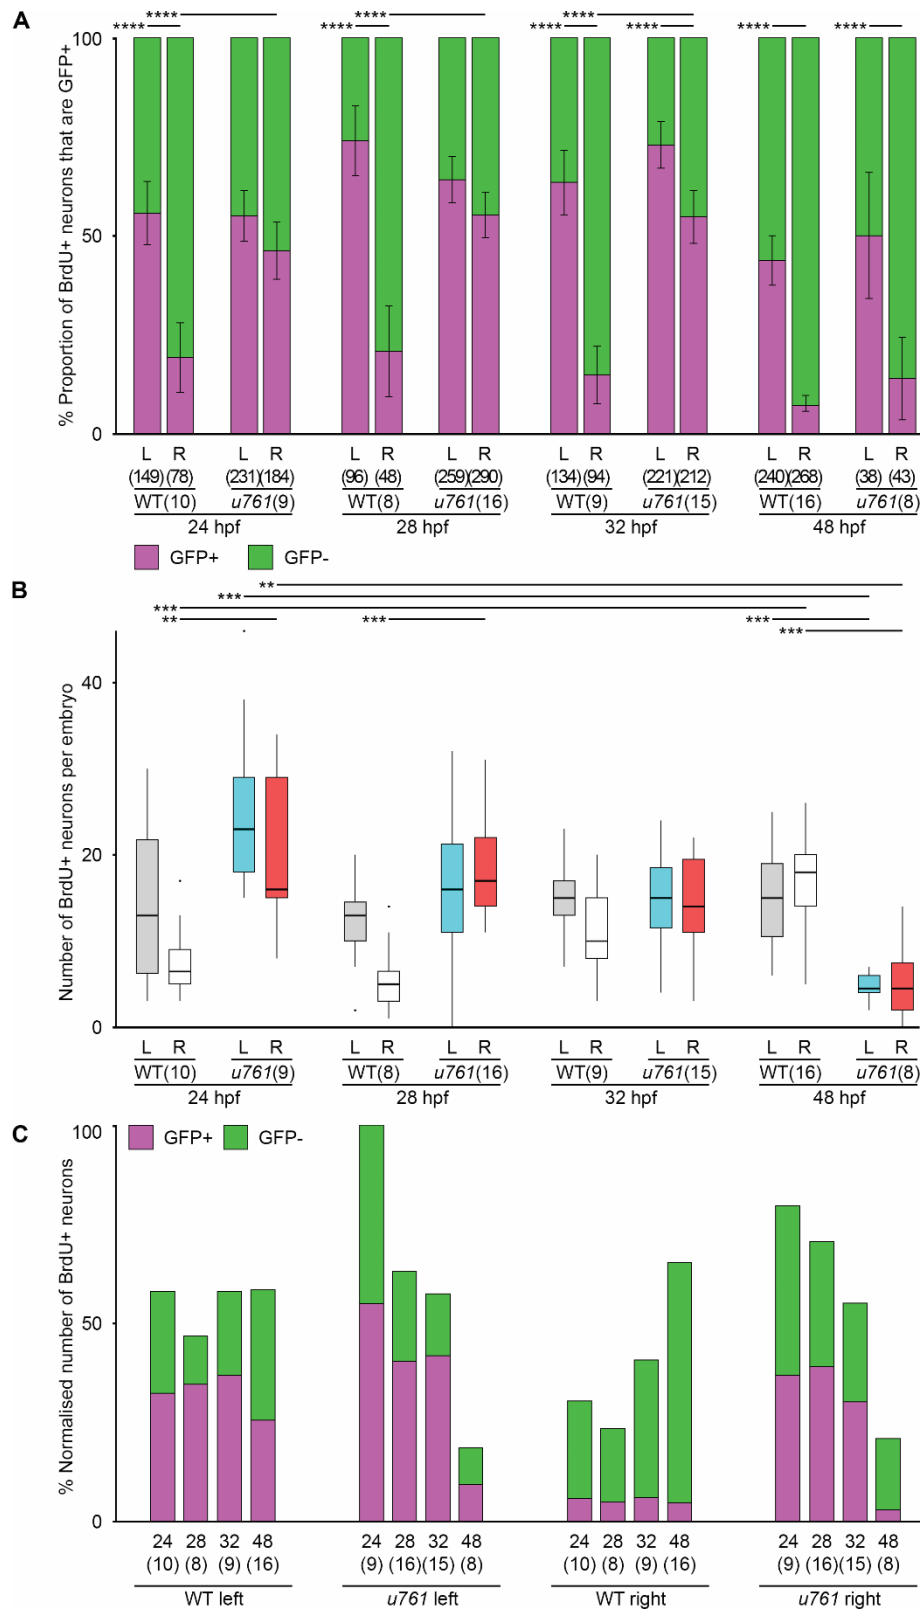 A
**** ****
**** **** **** **** **** ****
% Proportion of BrdU+ neurons that are GFP+
100
50
0
L R L R L R L R L R L R L R L R
(149) (78) (231)(184) (96) (48) (259)(290) (134) (94) (221)(212) (240)(268) (38) (43)
WT(10) u761(9) WT(8) u761(16) WT(9) u761(15) WT(16) u761(8)
24 hpf 28 hpf 32 hpf 48 hpf
GFP+ GFP-
B
**
***
***
** *** ***
***
Number of BrdU+ neurons per embryo
40
20
0
L R L R L R L R L R L R L R L R
WT(10) u761(9) WT(8) u761(16) WT(9) u761(15) WT(16) u761(8)
24 hpf 28 hpf 32 hpf 48 hpf
C
GFP+ GFP-
% Normalised number of BrdU+ neurons
100
50
0
24 28 32 48 24 28 32 48 24 28 32 48 24 28 32 48
(10) (8) (9) (16) (9) (16)(15) (8) (10) (8) (9) (16) (9) (16)(15) (8)
WT left u761 left WT right u761 right